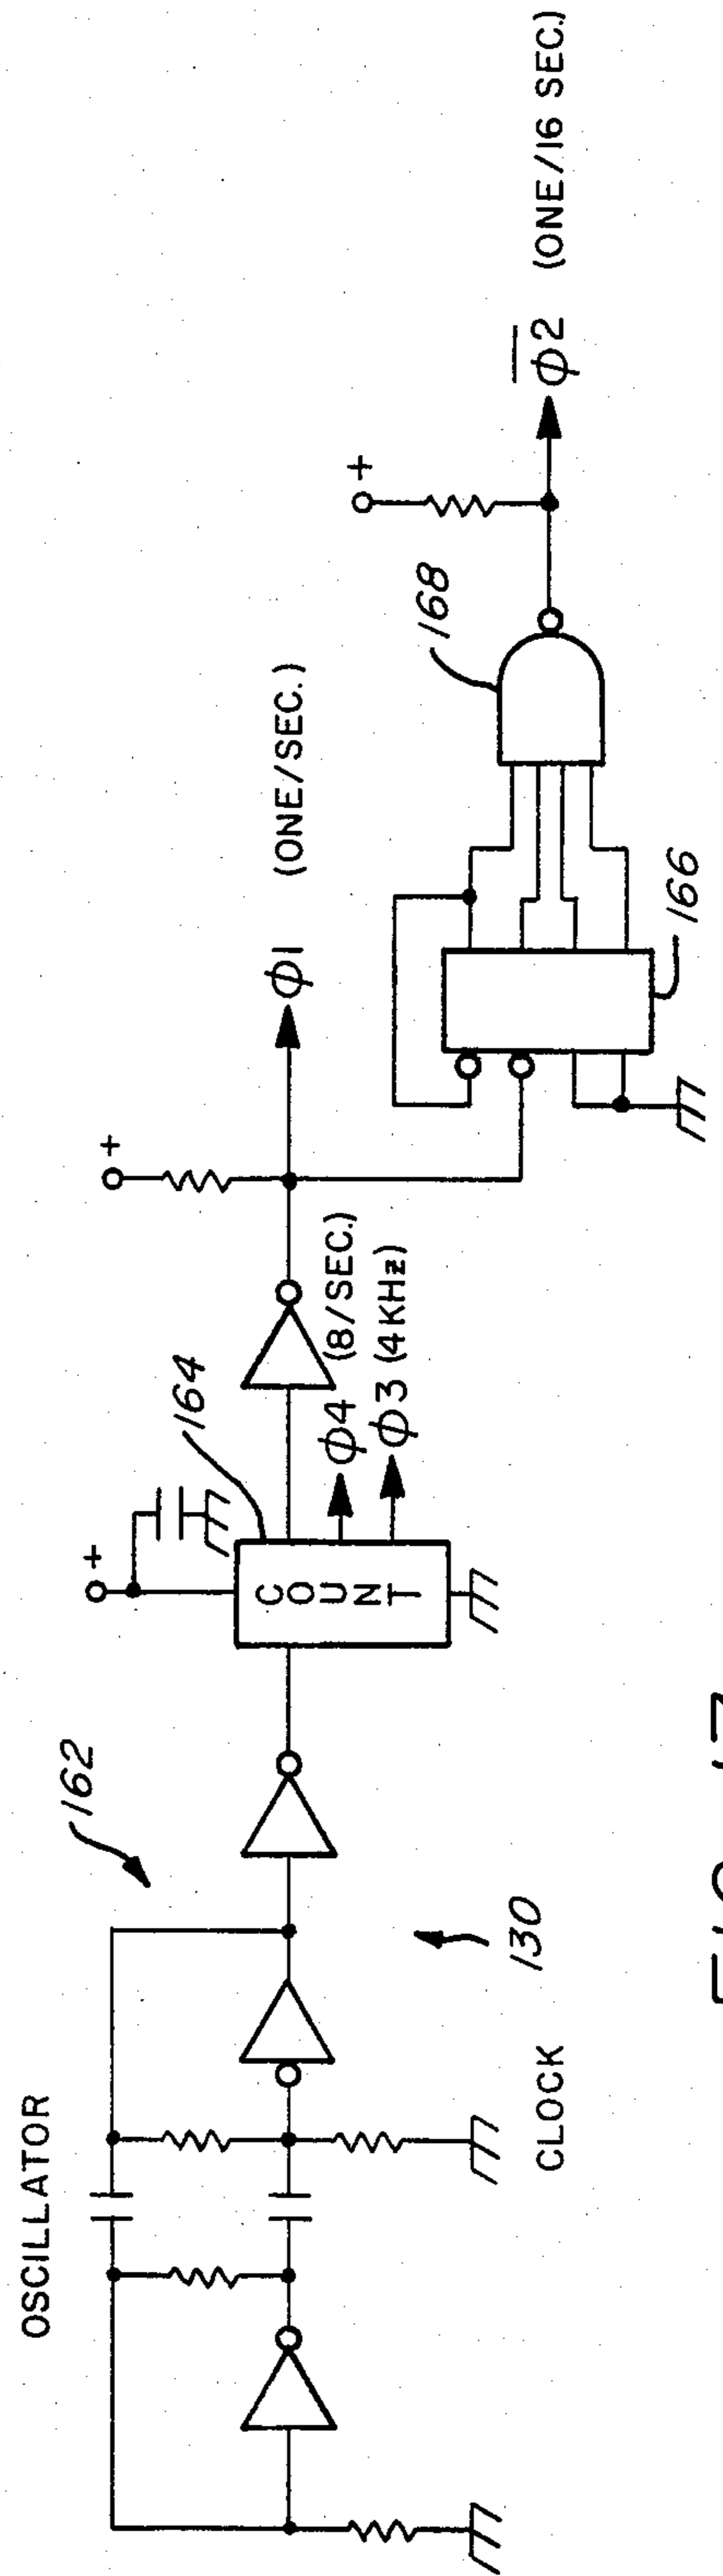 OSCILLATOR
162
CLOCK
130
+
164
COUNT
Φ4 (8/SEC.)
Φ3 (4KHz)
+
Φ1 (ONE/SEC.)
166
168
+
Φ2̅ (ONE/16 SEC.)